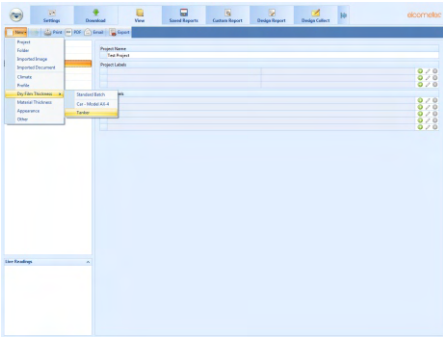 Settings Download View Saved Reports Custom Report Design Report Design Collect elcometer
New Print PDF Email Export
Project
Folder
Imported Image
Imported Document
Climate
Profile
Dry Film Thickness
Material Thickness
Appearance
Other
Standard Batch
Car - Model AX-4
Tanker
Project Name
Test Project
Project Labels
Live Readings